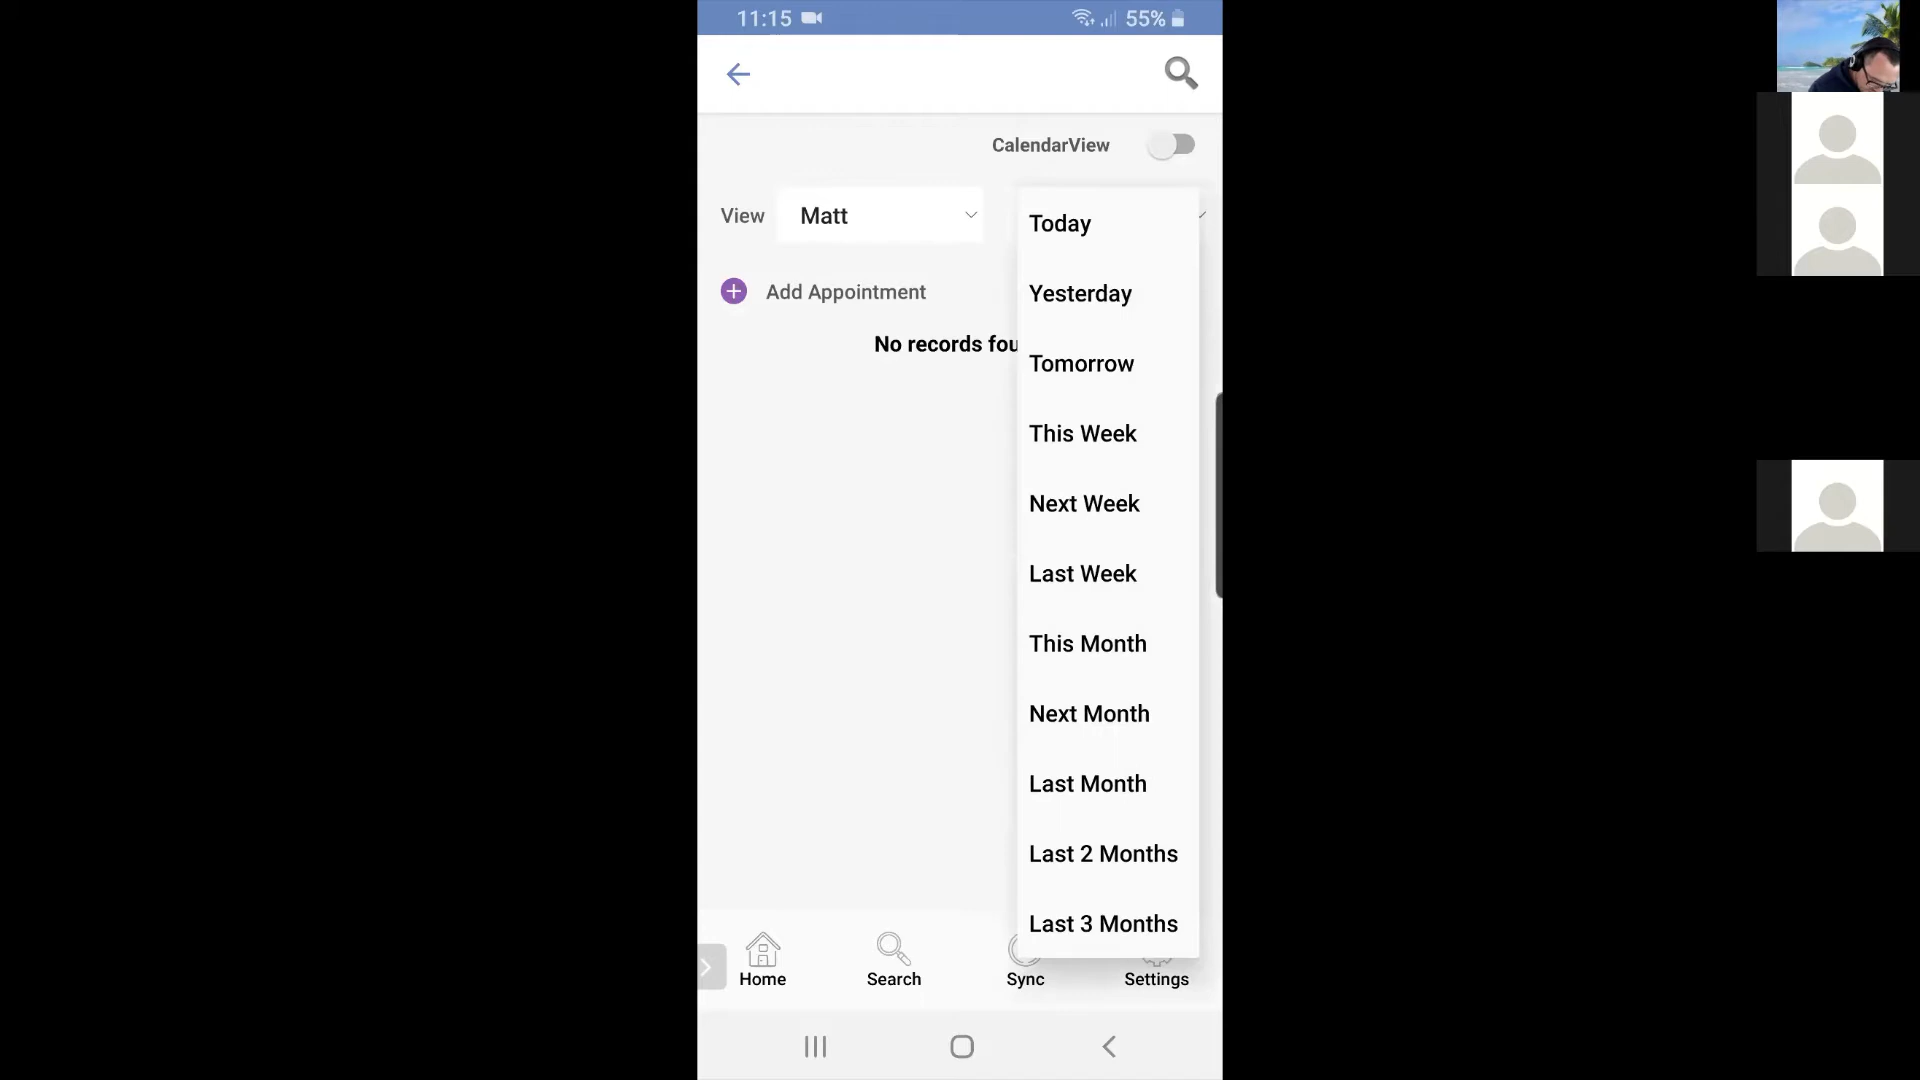 11:15
55%
CalendarView
View
Matt
Add Appointment
No records fou
Today
Yesterday
Tomorrow
This Week
Next Week
Last Week
This Month
Next Month
Last Month
Last 2 Months
Last 3 Months
Home
Search
Sync
Settings